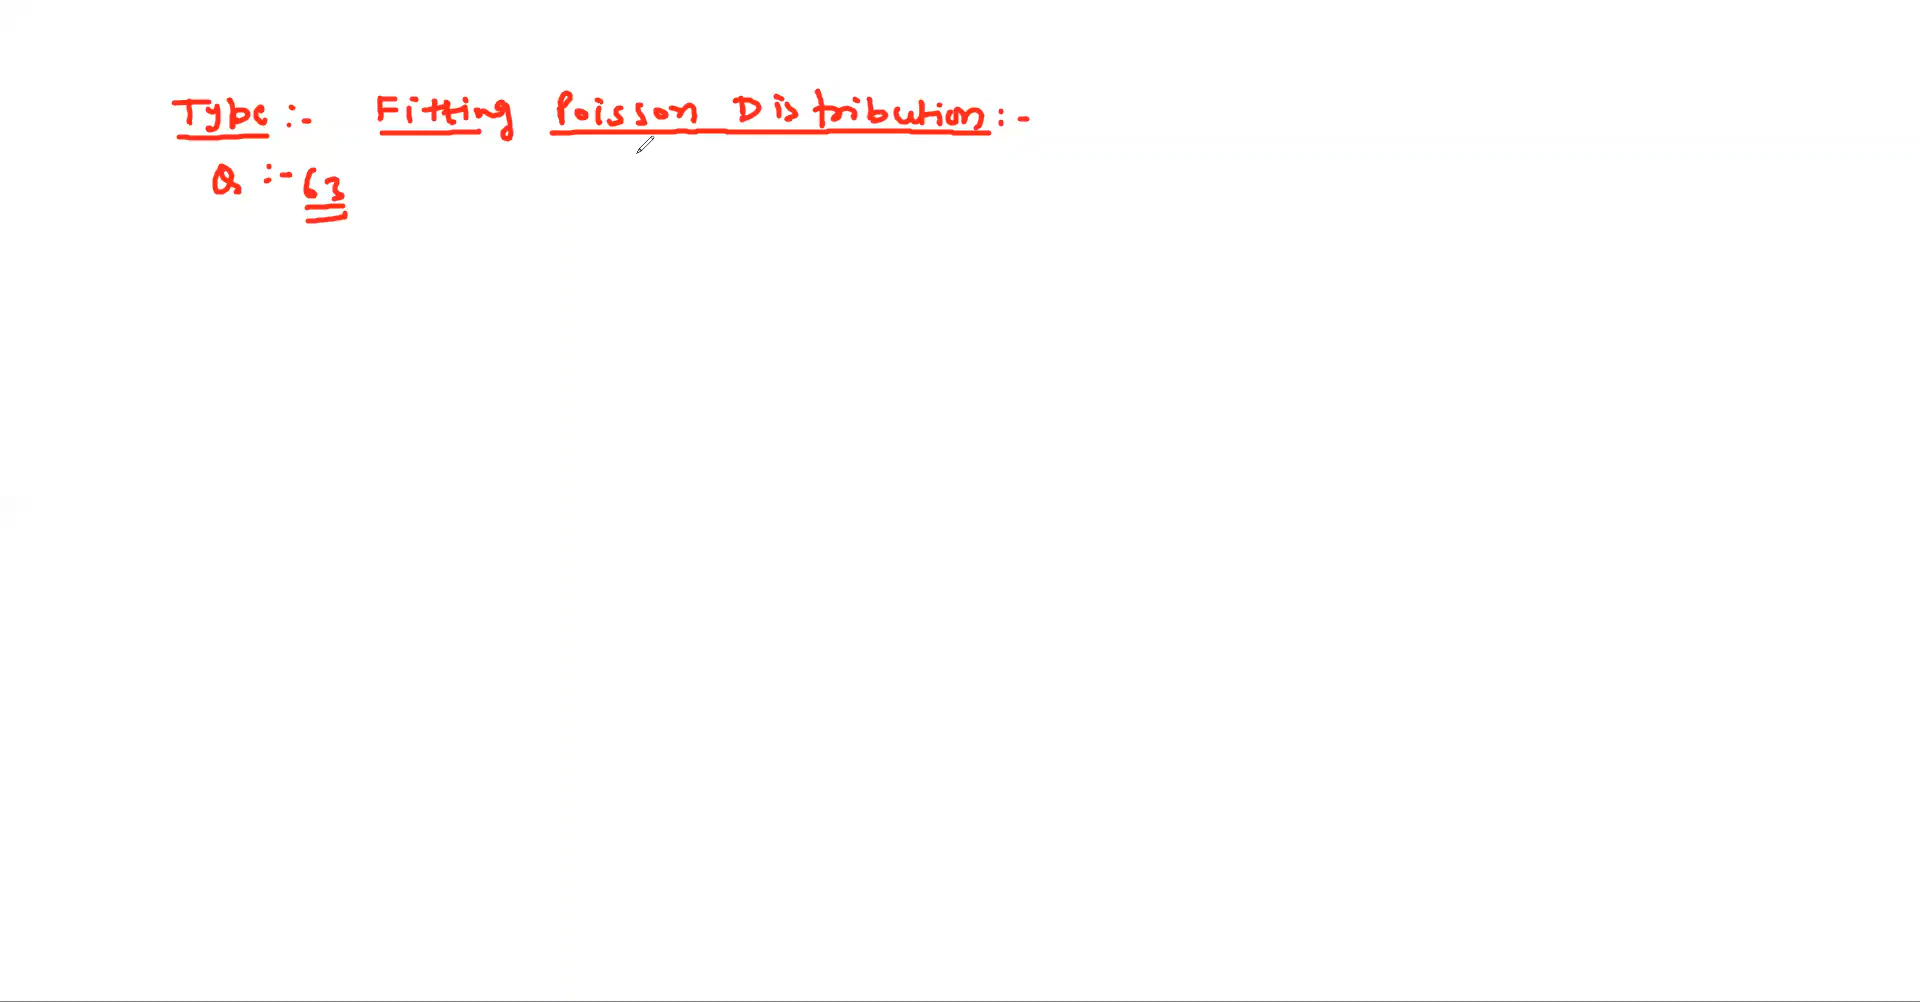 Type :- Fitting Poisson Distribution :-
Q :- 63